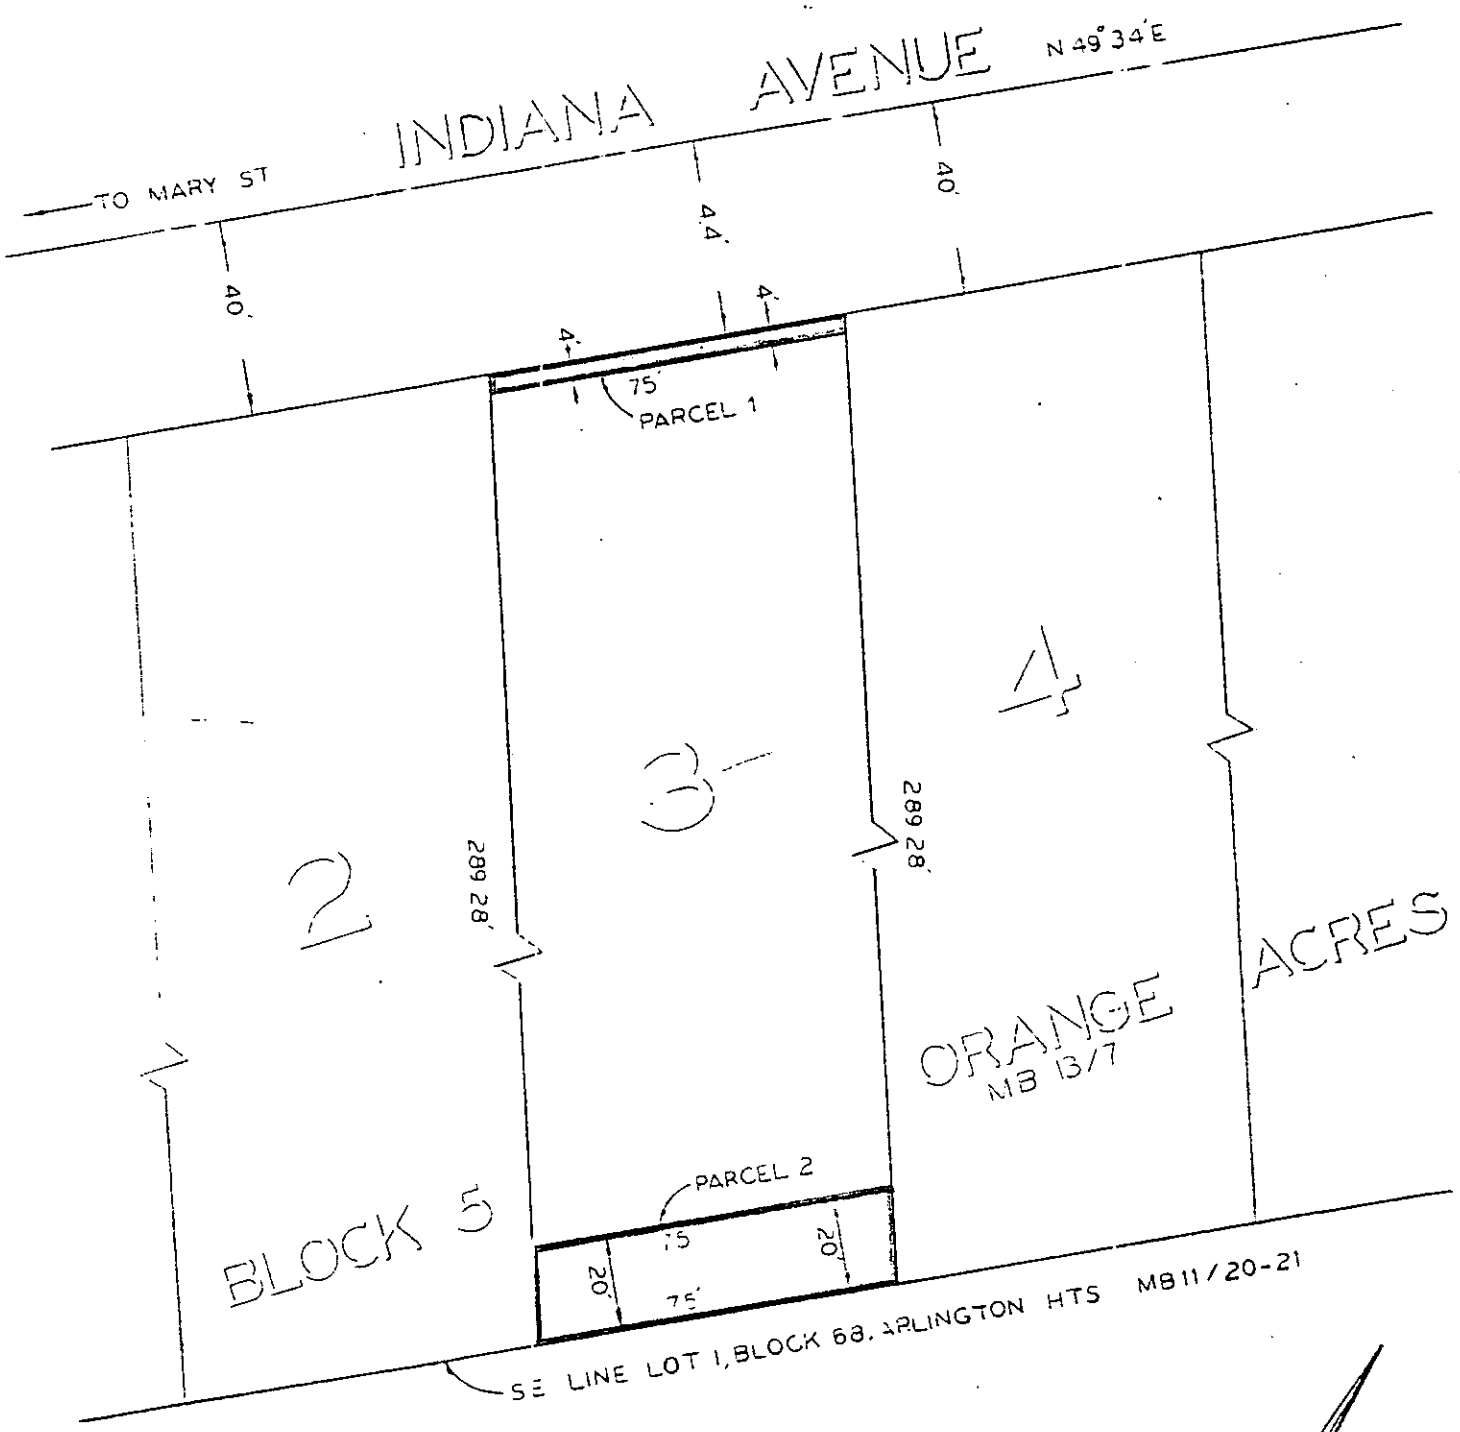 INDIANA AVENUE N 49°34'E
TO MARY ST
40'
44'
40'
4'
4'
75'
PARCEL 1
2
3
4
289 28'
289 28'
ORANGE ACRES
MB 13/7
BLOCK 5
PARCEL 2
75
20'
20'
75'
SE LINE LOT 1, BLOCK 68, ARLINGTON HTS MB 11/20-21